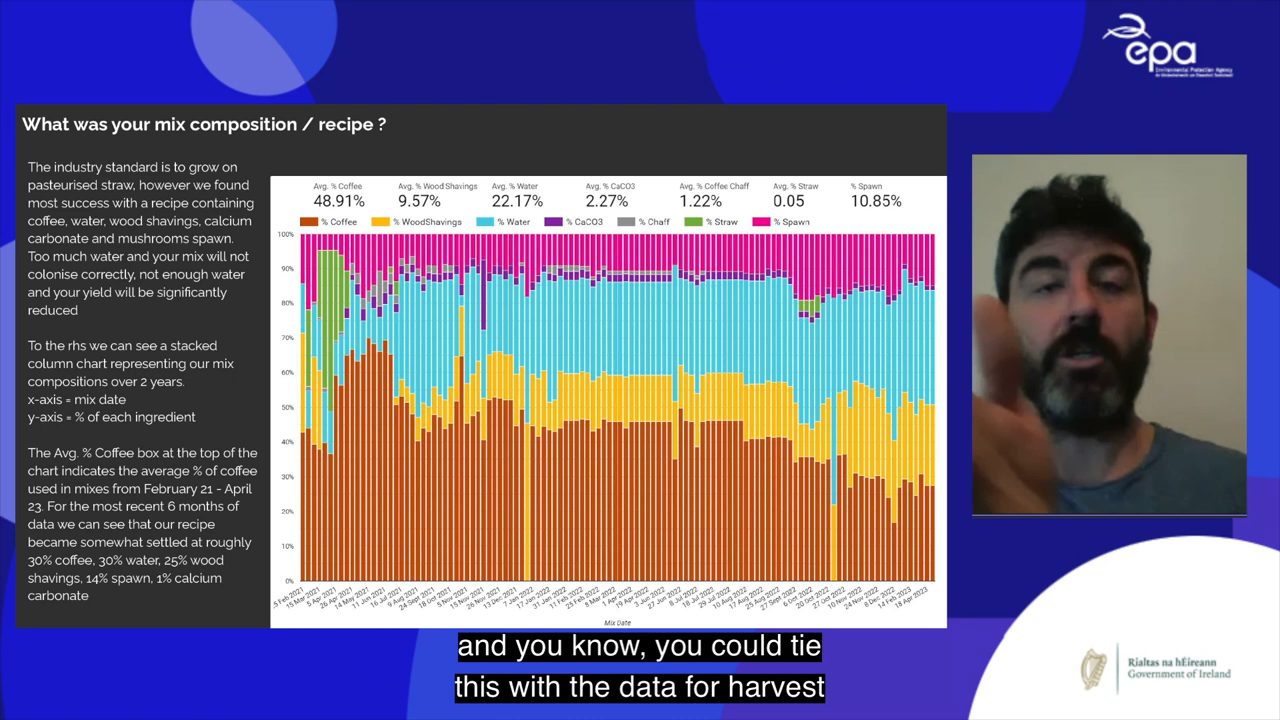 epa
Environmental Protection Agency
What was your mix composition / recipe ?
The industry standard is to grow on
pasteurised straw, however we found
most success with a recipe containing
coffee, water, wood shavings, calcium
carbonate and mushrooms spawn.
Too much water and your mix will not
colonise correctly, not enough water
and your yield will be significantly
reduced
To the rhs we can see a stacked
column chart representing our mix
compositions over 2 years.
x-axis = mix date
y-axis = % of each ingredient
The Avg. % Coffee box at the top of the
chart indicates the average % of coffee
used in mixes from February 21 - April
23. For the most recent 6 months of
data we can see that our recipe
became somewhat settled at roughly
30% coffee, 30% water, 25% wood
shavings, 14% spawn, 1% calcium
carbonate
Avg. % Coffee
48.91%
Avg. % Wood Shavings
9.57%
Avg. % Water
22.17%
Avg. % CaCO3
2.27%
Avg. % Coffee Chaff
1.22%
Avg. % Straw
0.05
% Spawn
10.85%
% Coffee % WoodShavings % Water % CaCO3 % Chaff % Straw % Spawn
100%
90%
80%
70%
60%
50%
40%
30%
20%
10%
0%
Mix Date
and you know, you could tie
this with the data for harvest
Rialtas na hÉireann
Government of Ireland